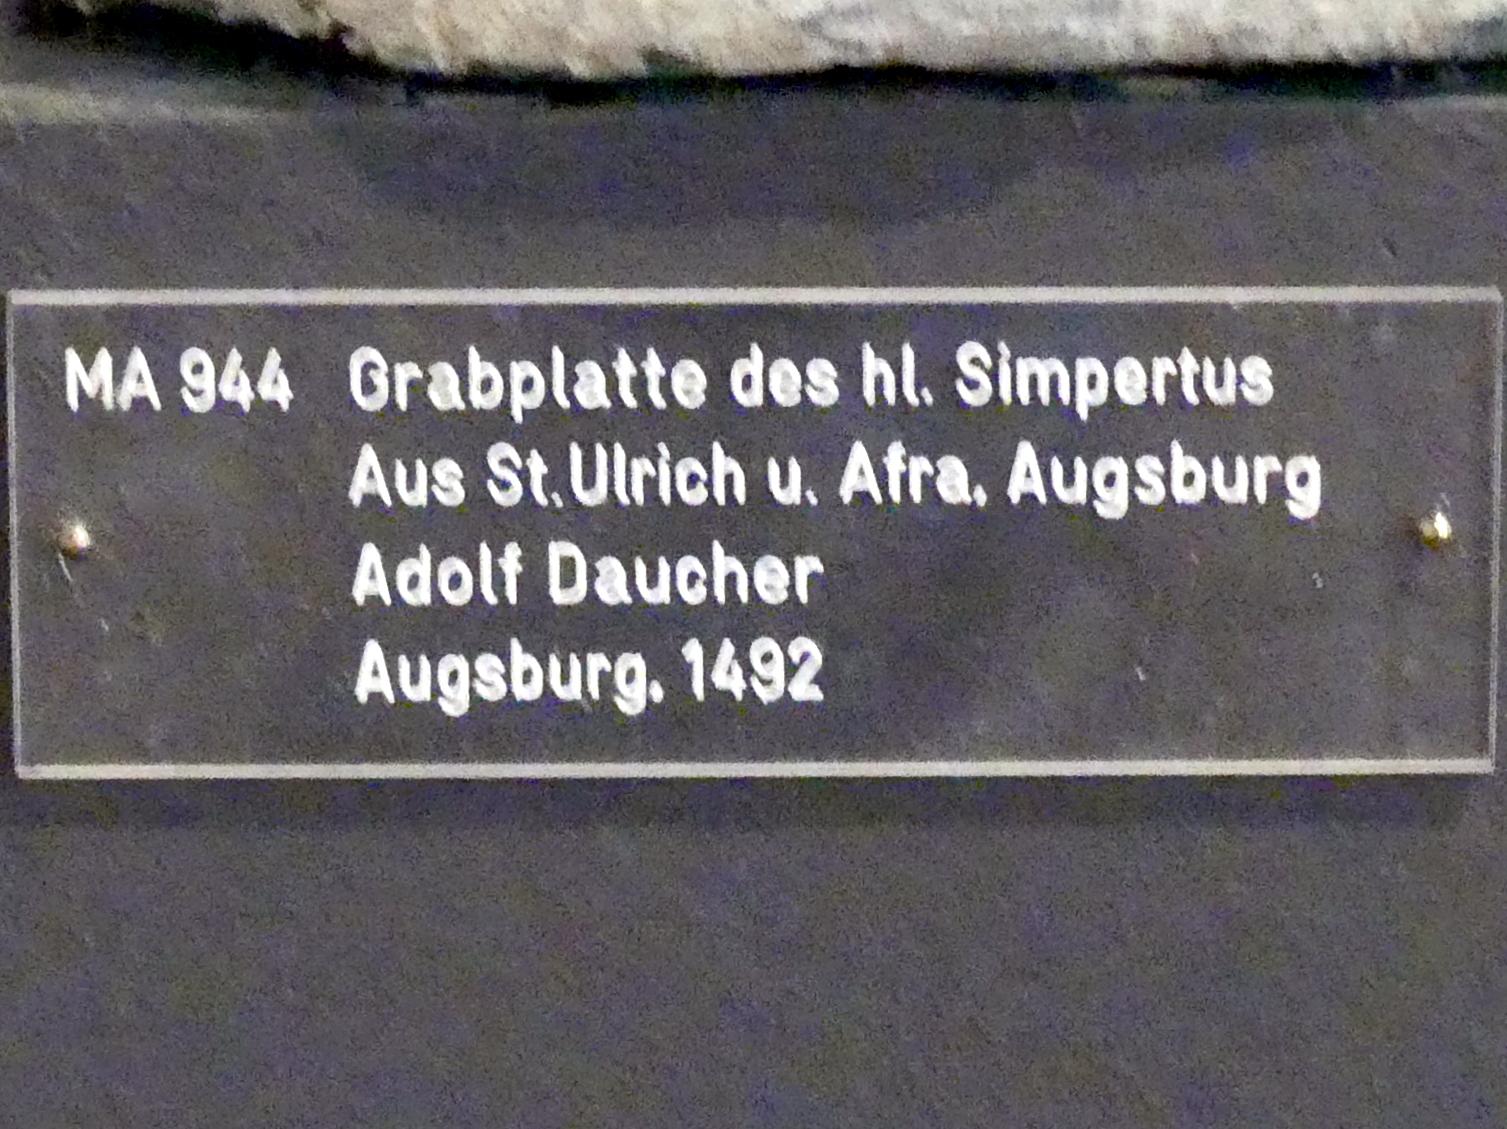 MA 944 Grabplatte des hl. Simpertus
Aus St. Ulrich u. Afra, Augsburg
Adolf Daucher
Augsburg, 1492